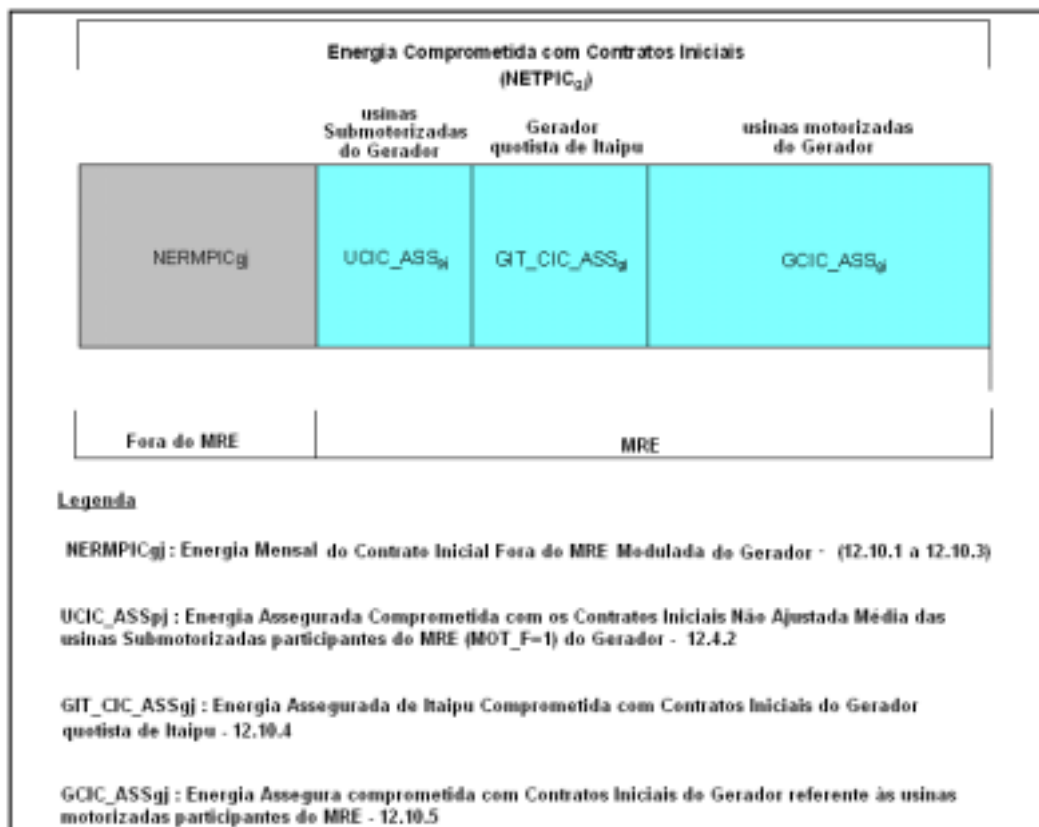 Energia Comprometida com Contratos Iniciais
(NETPICgj)
usinas
Submotorizadas
do Gerador
Gerador
quotista de Itaipu
usinas motorizadas
do Gerador
NERMPICgj
UCIC_ASSpj
GIT_CIC_ASSgj
GCIC_ASSgj
Fora do MRE
MRE
Legenda
NERMPICgj : Energia Mensal do Contrato Inicial Fora do MRE Modulada do Gerador - (12.10.1 a 12.10.3)
UCIC_ASSpj : Energia Assegurada Comprometida com os Contratos Iniciais Não Ajustada Média das
usinas Submotorizadas participantes do MRE (MOT_F=1) do Gerador - 12.4.2
GIT_CIC_ASSgj : Energia Assegurada de Itaipu Comprometida com Contratos Iniciais do Gerador
quotista de Itaipu - 12.10.4
GCIC_ASSgj : Energia Assegura comprometida com Contratos Iniciais do Gerador referente às usinas
motorizadas participantes do MRE - 12.10.5